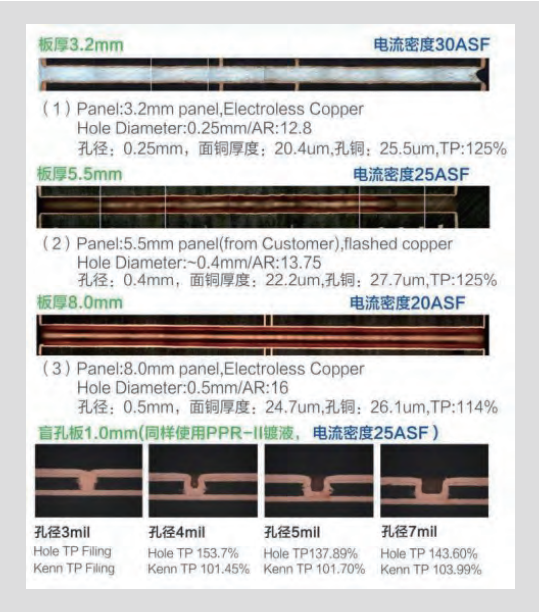 板厚3.2mm 电流密度30ASF
(1) Panel:3.2mm panel,Electroless Copper
Hole Diameter:0.25mm/AR:12.8
孔径：0.25mm，面铜厚度：20.4um,孔铜：25.5um,TP:125%
板厚5.5mm 电流密度25ASF
(2) Panel:5.5mm panel(from Customer),flashed copper
Hole Diameter:~0.4mm/AR:13.75
孔径：0.4mm，面铜厚度：22.2um,孔铜：27.7um,TP:125%
板厚8.0mm 电流密度20ASF
(3) Panel:8.0mm panel,Electroless Copper
Hole Diameter:0.5mm/AR:16
孔径：0.5mm，面铜厚度：24.7um,孔铜：26.1um,TP:114%
盲孔板1.0mm(同样使用PPR-II镀液，电流密度25ASF)
孔径3mil 孔径4mil 孔径5mil 孔径7mil
Hole TP Filing Hole TP 153.7% Hole TP137.89% Hole TP 143.60%
Kenn TP Filing Kenn TP 101.45% Kenn TP 101.70% Kenn TP 103.99%